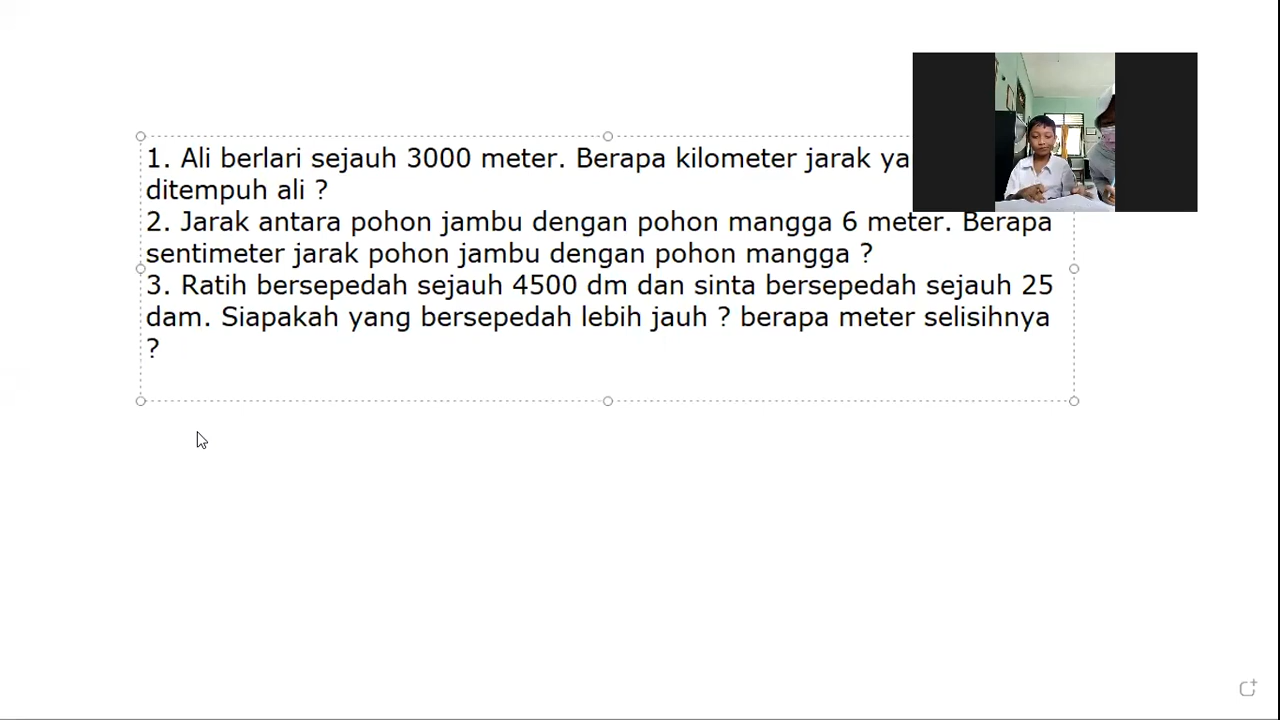 1. Ali berlari sejauh 3000 meter. Berapa kilometer jarak
ditempuh ali ?
2. Jarak antara pohon jambu dengan pohon mangga 6 meter. Berapa
sentimeter jarak pohon jambu dengan pohon mangga ?
3. Ratih bersepedah sejauh 4500 dm dan sinta bersepedah sejauh 25
dam. Siapakah yang bersepedah lebih jauh ? berapa meter selisihnya
?